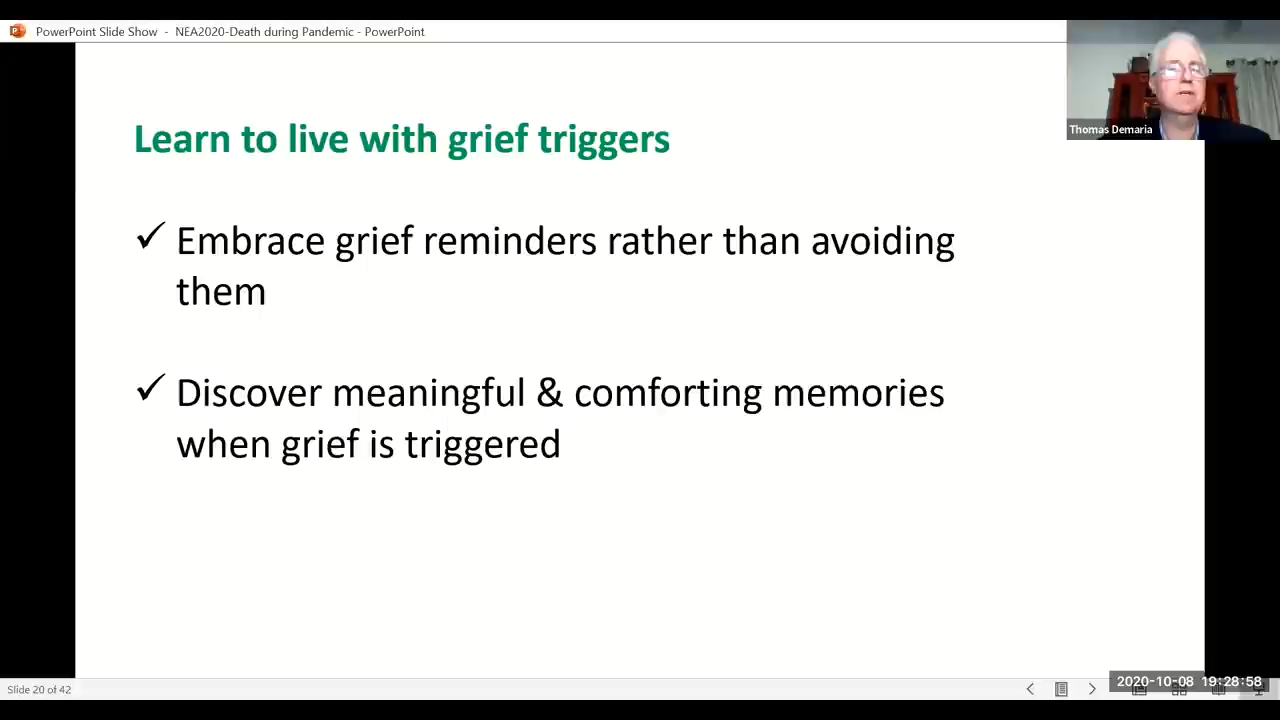 PowerPoint Slide Show - NEA2020-Death during Pandemic - PowerPoint
Thomas Demaria
Learn to live with grief triggers
✓ Embrace grief reminders rather than avoiding
them
✓ Discover meaningful & comforting memories
when grief is triggered
Slide 20 of 42
2020-10-08 19:28:58